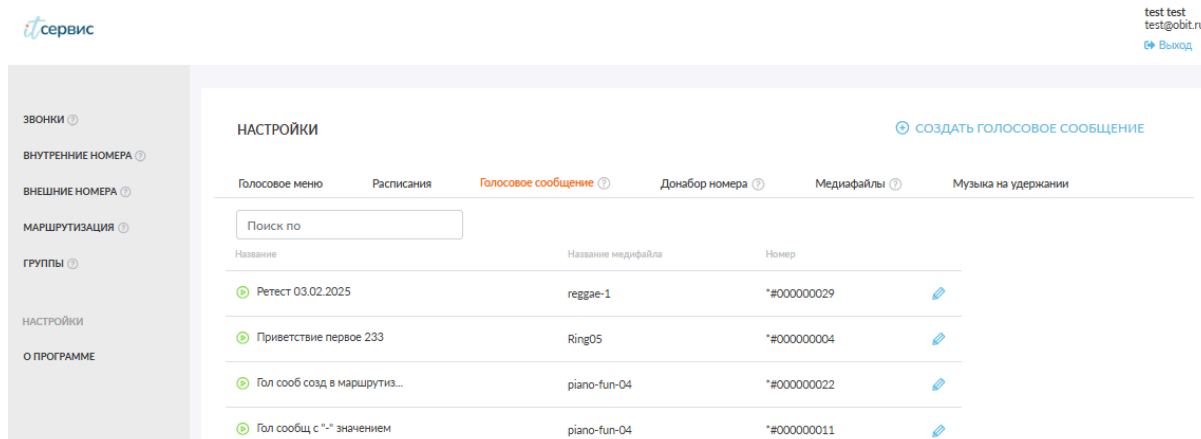 itсервис
test test
test@obit.ru
Выход
ЗВОНКИ ?
ВНУТРЕННИЕ НОМЕРА ?
ВНЕШНИЕ НОМЕРА ?
МАРШРУТИЗАЦИЯ ?
ГРУППЫ ?
НАСТРОЙКИ
О ПРОГРАММЕ
НАСТРОЙКИ
СОЗДАТЬ ГОЛОСОВОЕ СООБЩЕНИЕ
Голосовое меню Расписания Голосовое сообщение ? Донабор номера ? Медиафайлы ? Музыка на удержании
Поиск по
Название Название медифайла Номер
Ретест 03.02.2025 reggae-1 *#000000029
Приветствие первое 233 Ring05 *#000000004
Гол сооб созд в маршрутиз... piano-fun-04 *#000000022
Гол сообщ с "-" значением piano-fun-04 *#000000011